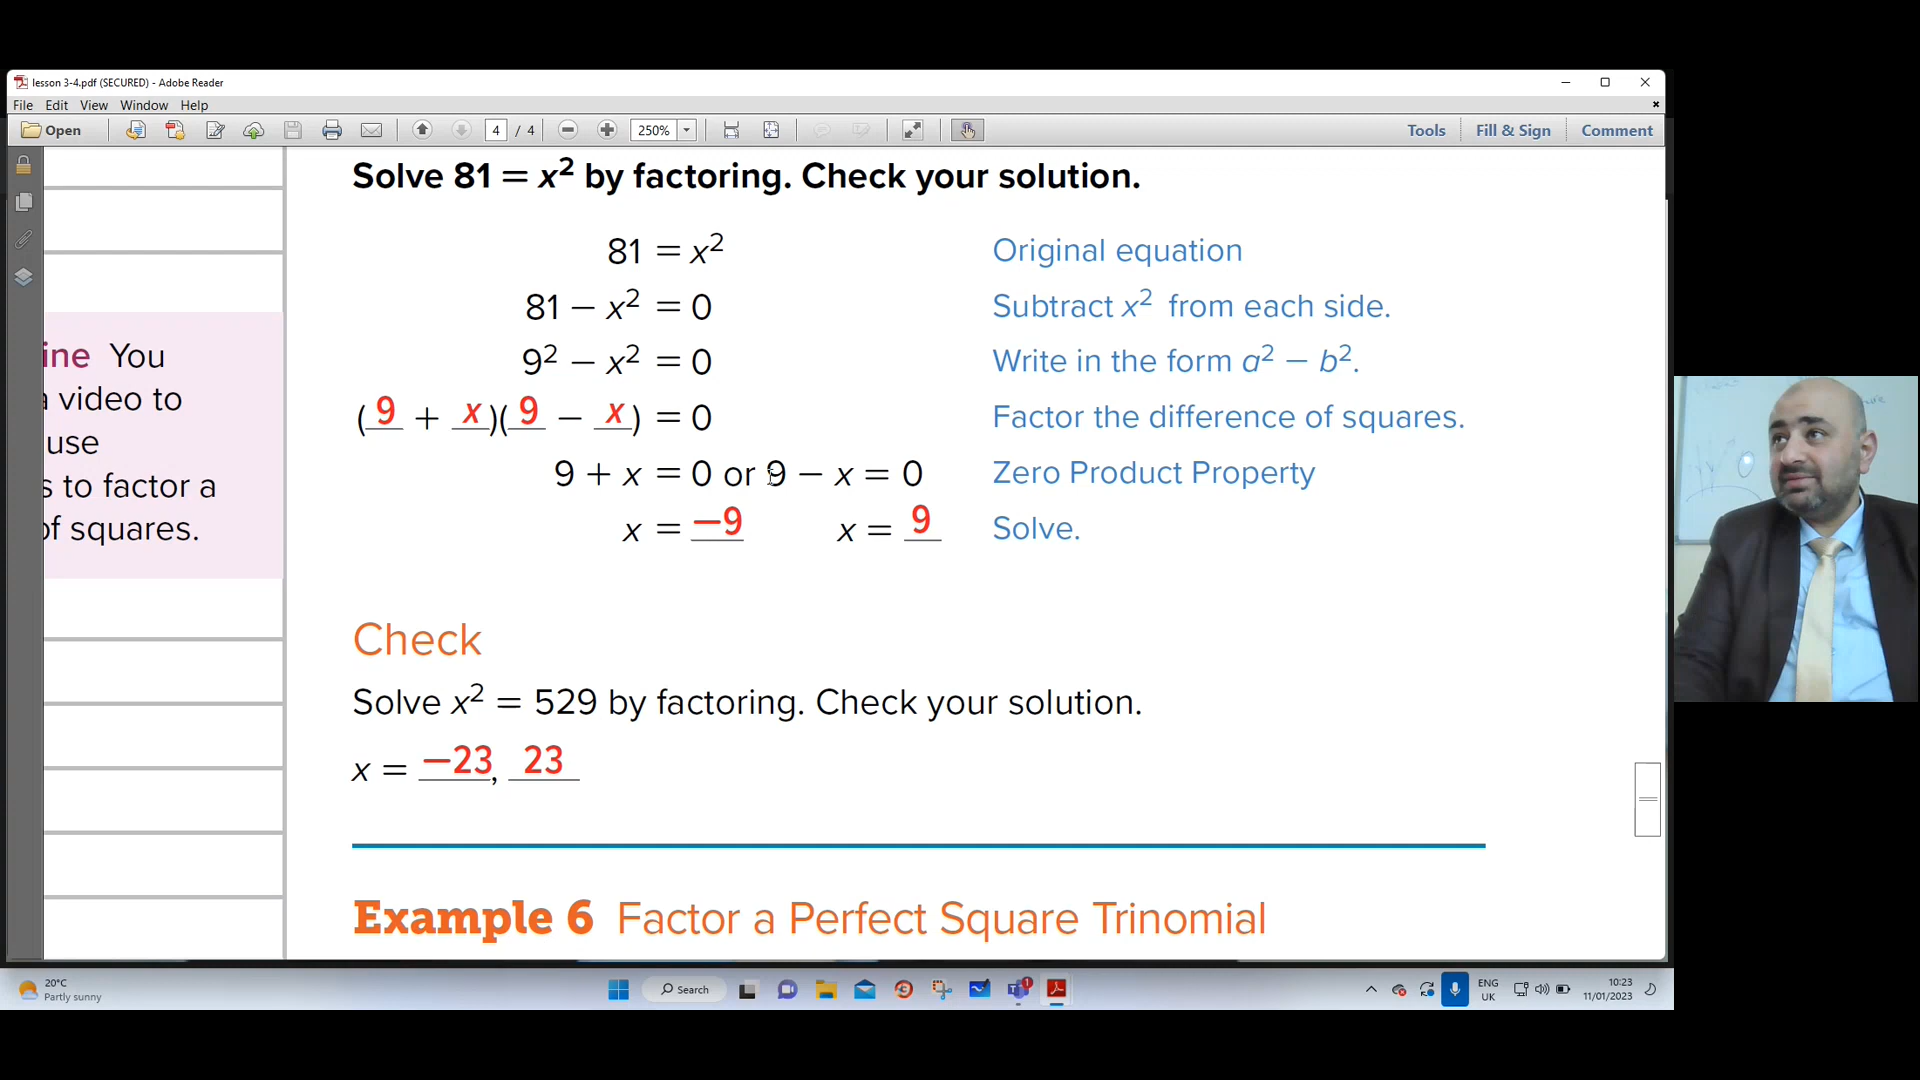 lesson 3-4.pdf (SECURED) - Adobe Reader
File Edit View Window Help
Open 4 / 4 250% Tools Fill & Sign Comment
Solve 81 = x² by factoring. Check your solution.
81 = x² Original equation
81 − x² = 0 Subtract x² from each side.
9² − x² = 0 Write in the form a² − b².
(9 + x)(9 − x) = 0 Factor the difference of squares.
9 + x = 0 or 9 − x = 0 Zero Product Property
x = −9 x = 9 Solve.
ine You
a video to
use
s to factor a
of squares.
Check
Solve x² = 529 by factoring. Check your solution.
x = −23, 23
Example 6 Factor a Perfect Square Trinomial
20°C
Partly sunny
Search
1
ENG
UK
10:23
11/01/2023